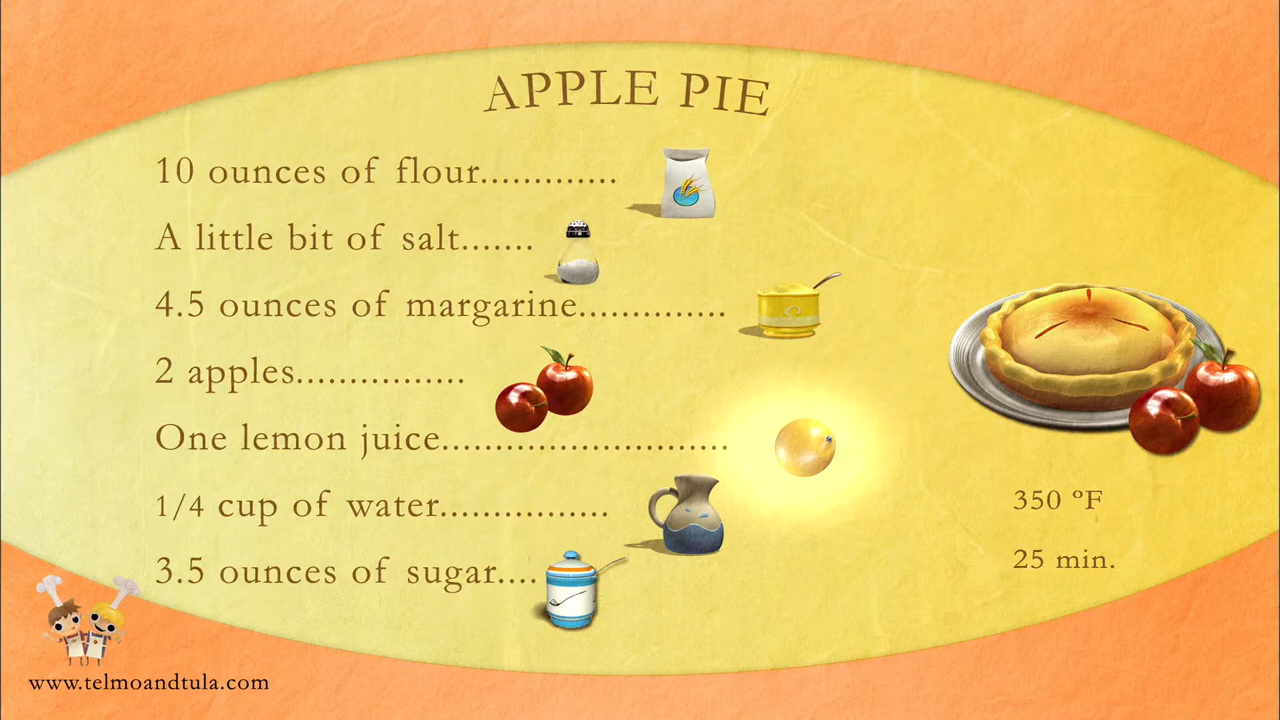 APPLE PIE
10 ounces of flour.............
A little bit of salt.......
4.5 ounces of margarine..............
2 apples................
One lemon juice...........................
1/4 cup of water................
3.5 ounces of sugar....
350 ºF
25 min.
www.telmoandtula.com